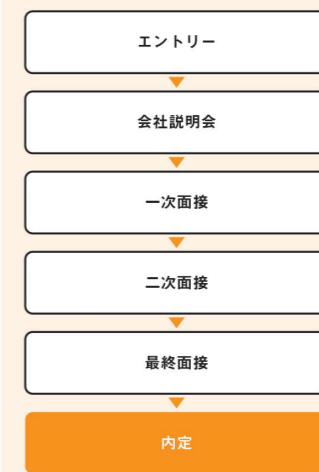 エントリー
会社説明会
一次面接
二次面接
最終面接
内定